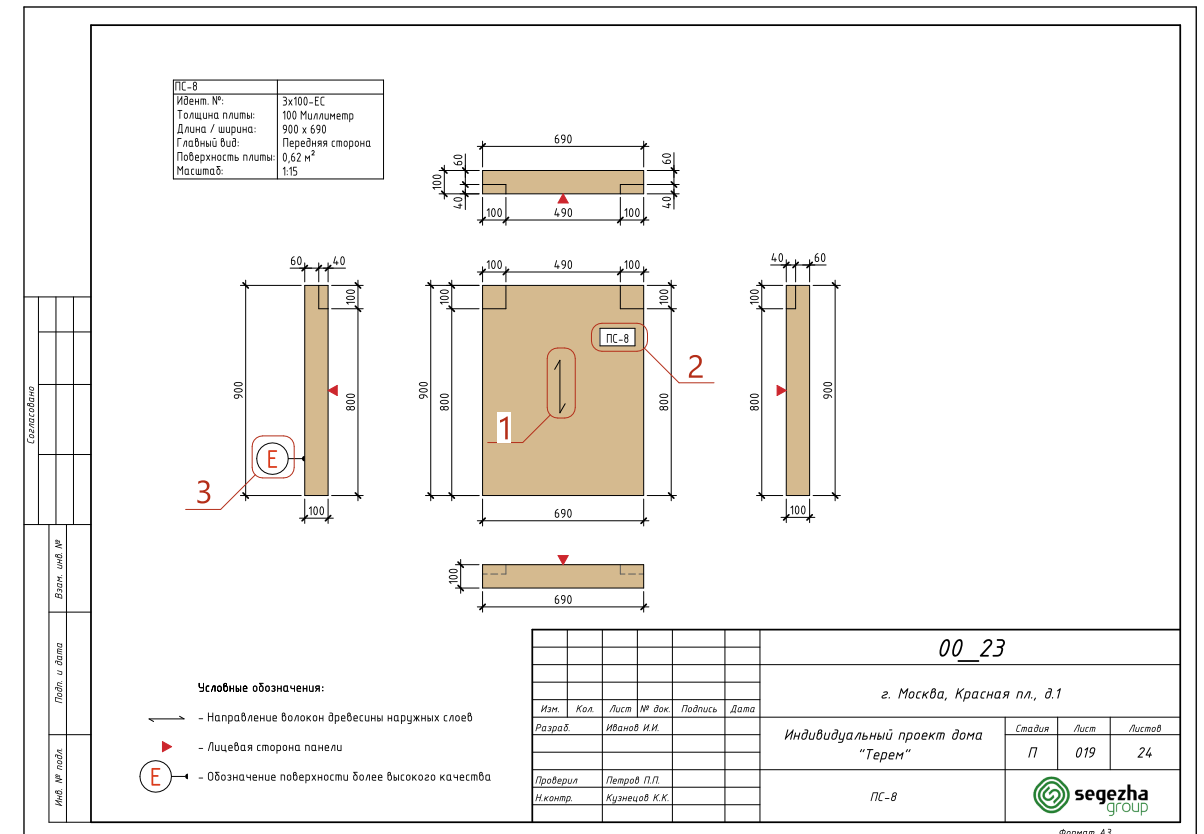 ПС-8
Идент. №: 3x100-EC
Толщина плиты: 100 Миллиметр
Длина / ширина: 900 x 690
Главный вид: Передняя сторона
Поверхность плиты: 0,62 м²
Масштаб: 1:15
690
60
60
100
40
40
100 490 100
60 40
100 490 100
40 60
100
100
100
100
ПС-8
2
900
800
900
800
800
800
900
1
E
3
100
690
100
100
690
Условные обозначения:
- Направление волокон древесины наружных слоев
- Лицевая сторона панели
E - Обозначение поверхности более высокого качества
Согласовано
Взам. инв. №
Подп. и дата
Инв. № подл.
00_23
г. Москва, Красная пл., д.1
Изм. Кол. Лист № док. Подпись Дата
Разраб. Иванов И.И.
Индивидуальный проект дома
"Терем"
Стадия Лист Листов
П 019 24
Проверил Петров П.П.
Н.контр. Кузнецов К.К.
ПС-8
segezha
group
Формат А3